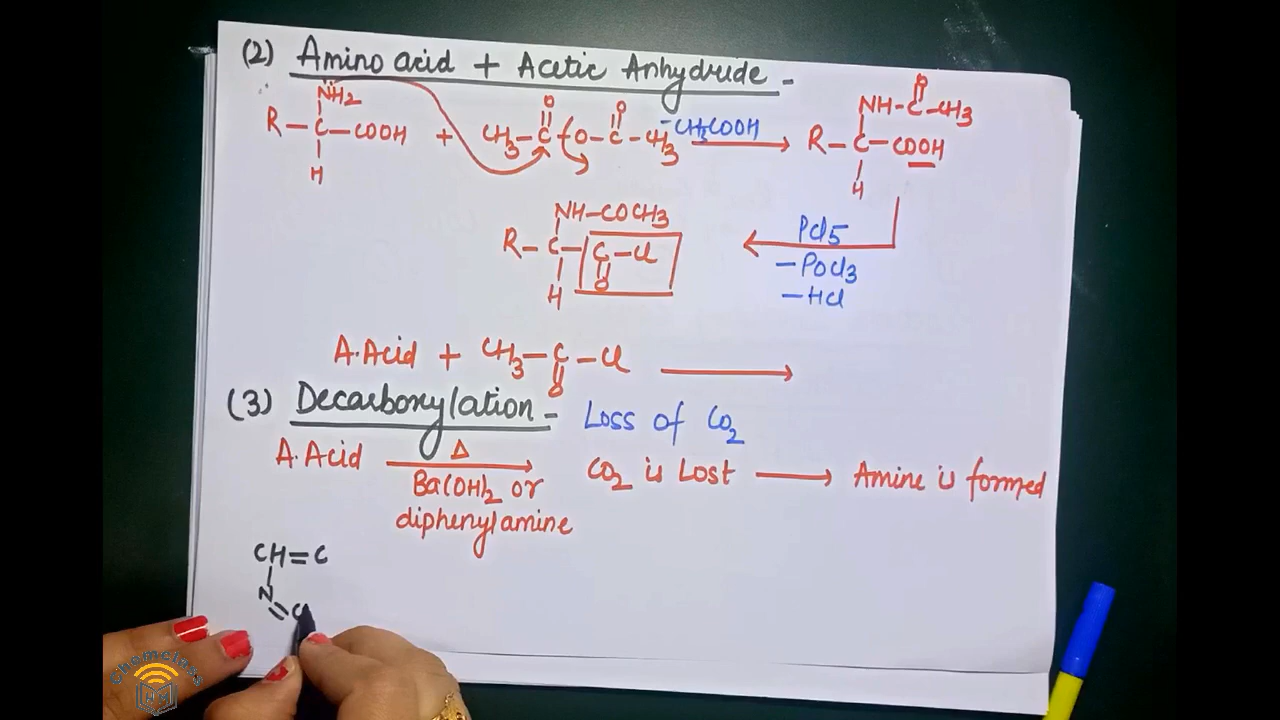 (2) Amino acid + Acetic Anhydride -
NH2
R-C-COOH + CH3-C-O-C-CH3 -CH3COOH → R-C-COOH
O O
H
NH-C-CH3
O
H
NH-COCH3
R-C-C-Cl
O
H
PCl5
-POCl3
-HCl
A.Acid + CH3-C-Cl →
O
(3) Decarboxylation - Loss of CO2
A.Acid Δ → CO2 is Lost → Amine is formed
Ba(OH)2 or
diphenylamine
CH=C
N=C
Chemclass